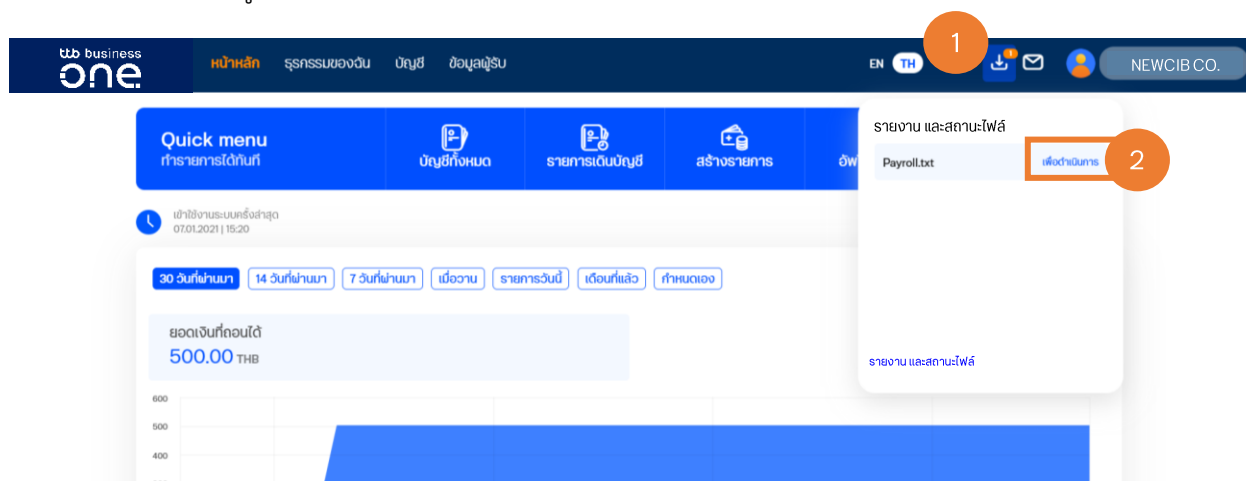 1
ttb business
one
หน้าหลัก ธุรกรรมของฉัน บัญชี ข้อมูลผู้รับ
EN TH
1
NEWCIB CO.
Quick menu
ทำรายการได้ทันที
บัญชีทั้งหมด
รายการเดินบัญชี
สร้างรายการ
อัพ
รายงาน และสถานะไฟล์
Payroll.txt
เพื่อดำเนินการ
2
เข้าใช้งานระบบครั้งล่าสุด
07.01.2021 | 15:20
30 วันที่ผ่านมา 14 วันที่ผ่านมา 7 วันที่ผ่านมา เมื่อวาน รายการวันนี้ เดือนที่แล้ว กำหนดเอง
ยอดเงินที่ถอนได้
500.00 THB
รายงาน และสถานะไฟล์
600
500
400